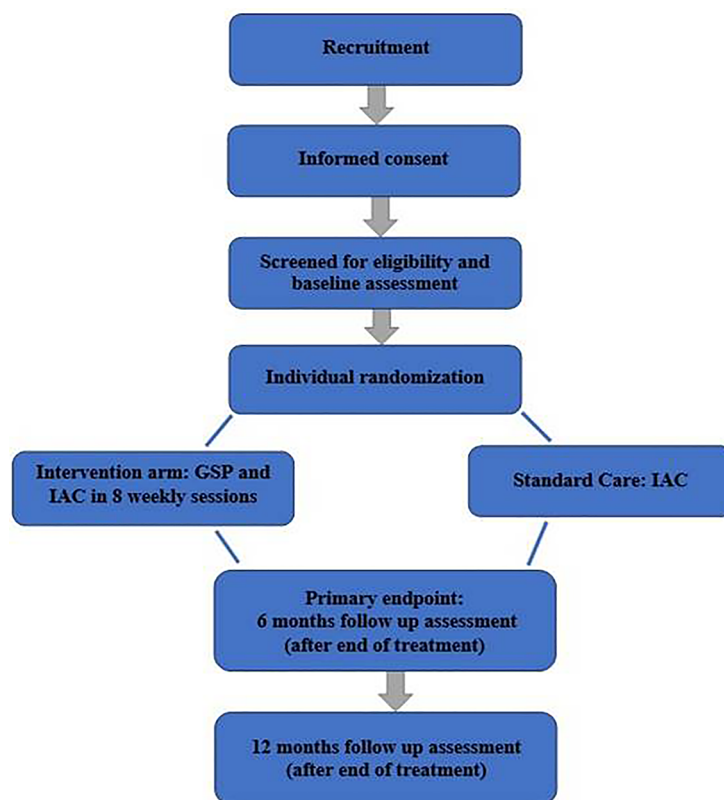 Recruitment
Informed consent
Screened for eligibility and
baseline assessment
Individual randomization
Intervention arm: GSP and
IAC in 8 weekly sessions
Standard Care: IAC
Primary endpoint:
6 months follow up assessment
(after end of treatment)
12 months follow up assessment
(after end of treatment)